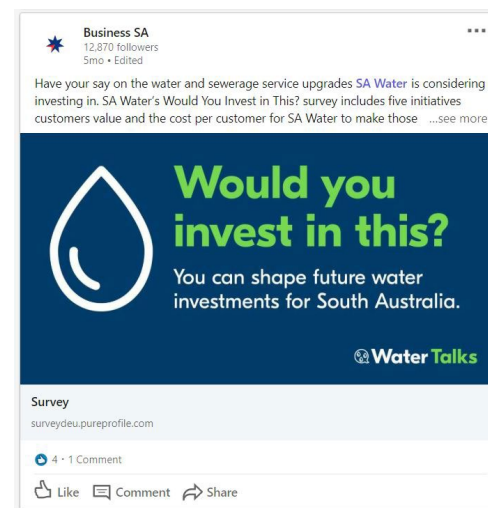 Business SA
12,870 followers
5mo • Edited
Have your say on the water and sewerage service upgrades SA Water is considering
investing in. SA Water's Would You Invest in This? survey includes five initiatives
customers value and the cost per customer for SA Water to make those ...see more
Would you
invest in this?
You can shape future water
investments for South Australia.
Water Talks
Survey
surveydeu.pureprofile.com
4 · 1 Comment
Like Comment Share